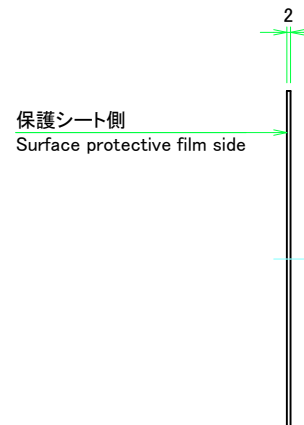 2
保護シート側
Surface protective film side